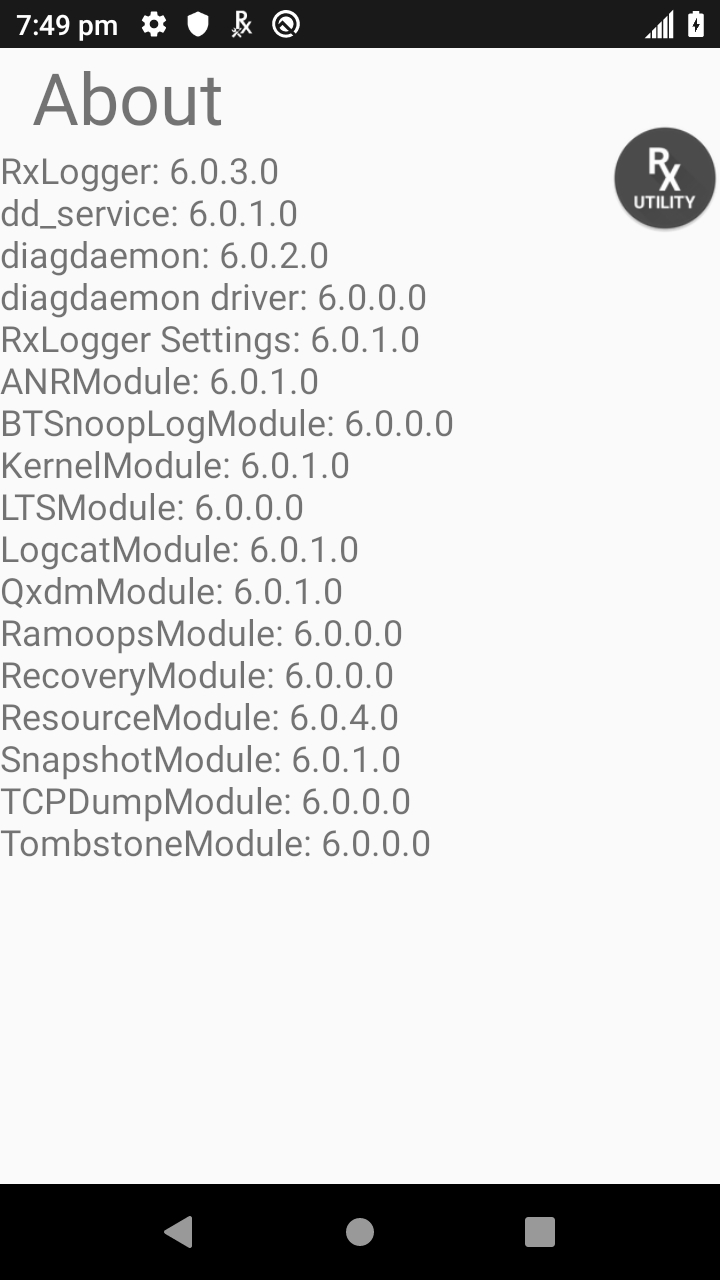 7:49 pm
About
RxLogger: 6.0.3.0
Rx
UTILITY
dd_service: 6.0.1.0
diagdaemon: 6.0.2.0
diagdaemon driver: 6.0.0.0
RxLogger Settings: 6.0.1.0
ANRModule: 6.0.1.0
BTSnoopLogModule: 6.0.0.0
KernelModule: 6.0.1.0
LTSModule: 6.0.0.0
LogcatModule: 6.0.1.0
QxdmModule: 6.0.1.0
RamoopsModule: 6.0.0.0
RecoveryModule: 6.0.0.0
ResourceModule: 6.0.4.0
SnapshotModule: 6.0.1.0
TCPDumpModule: 6.0.0.0
TombstoneModule: 6.0.0.0